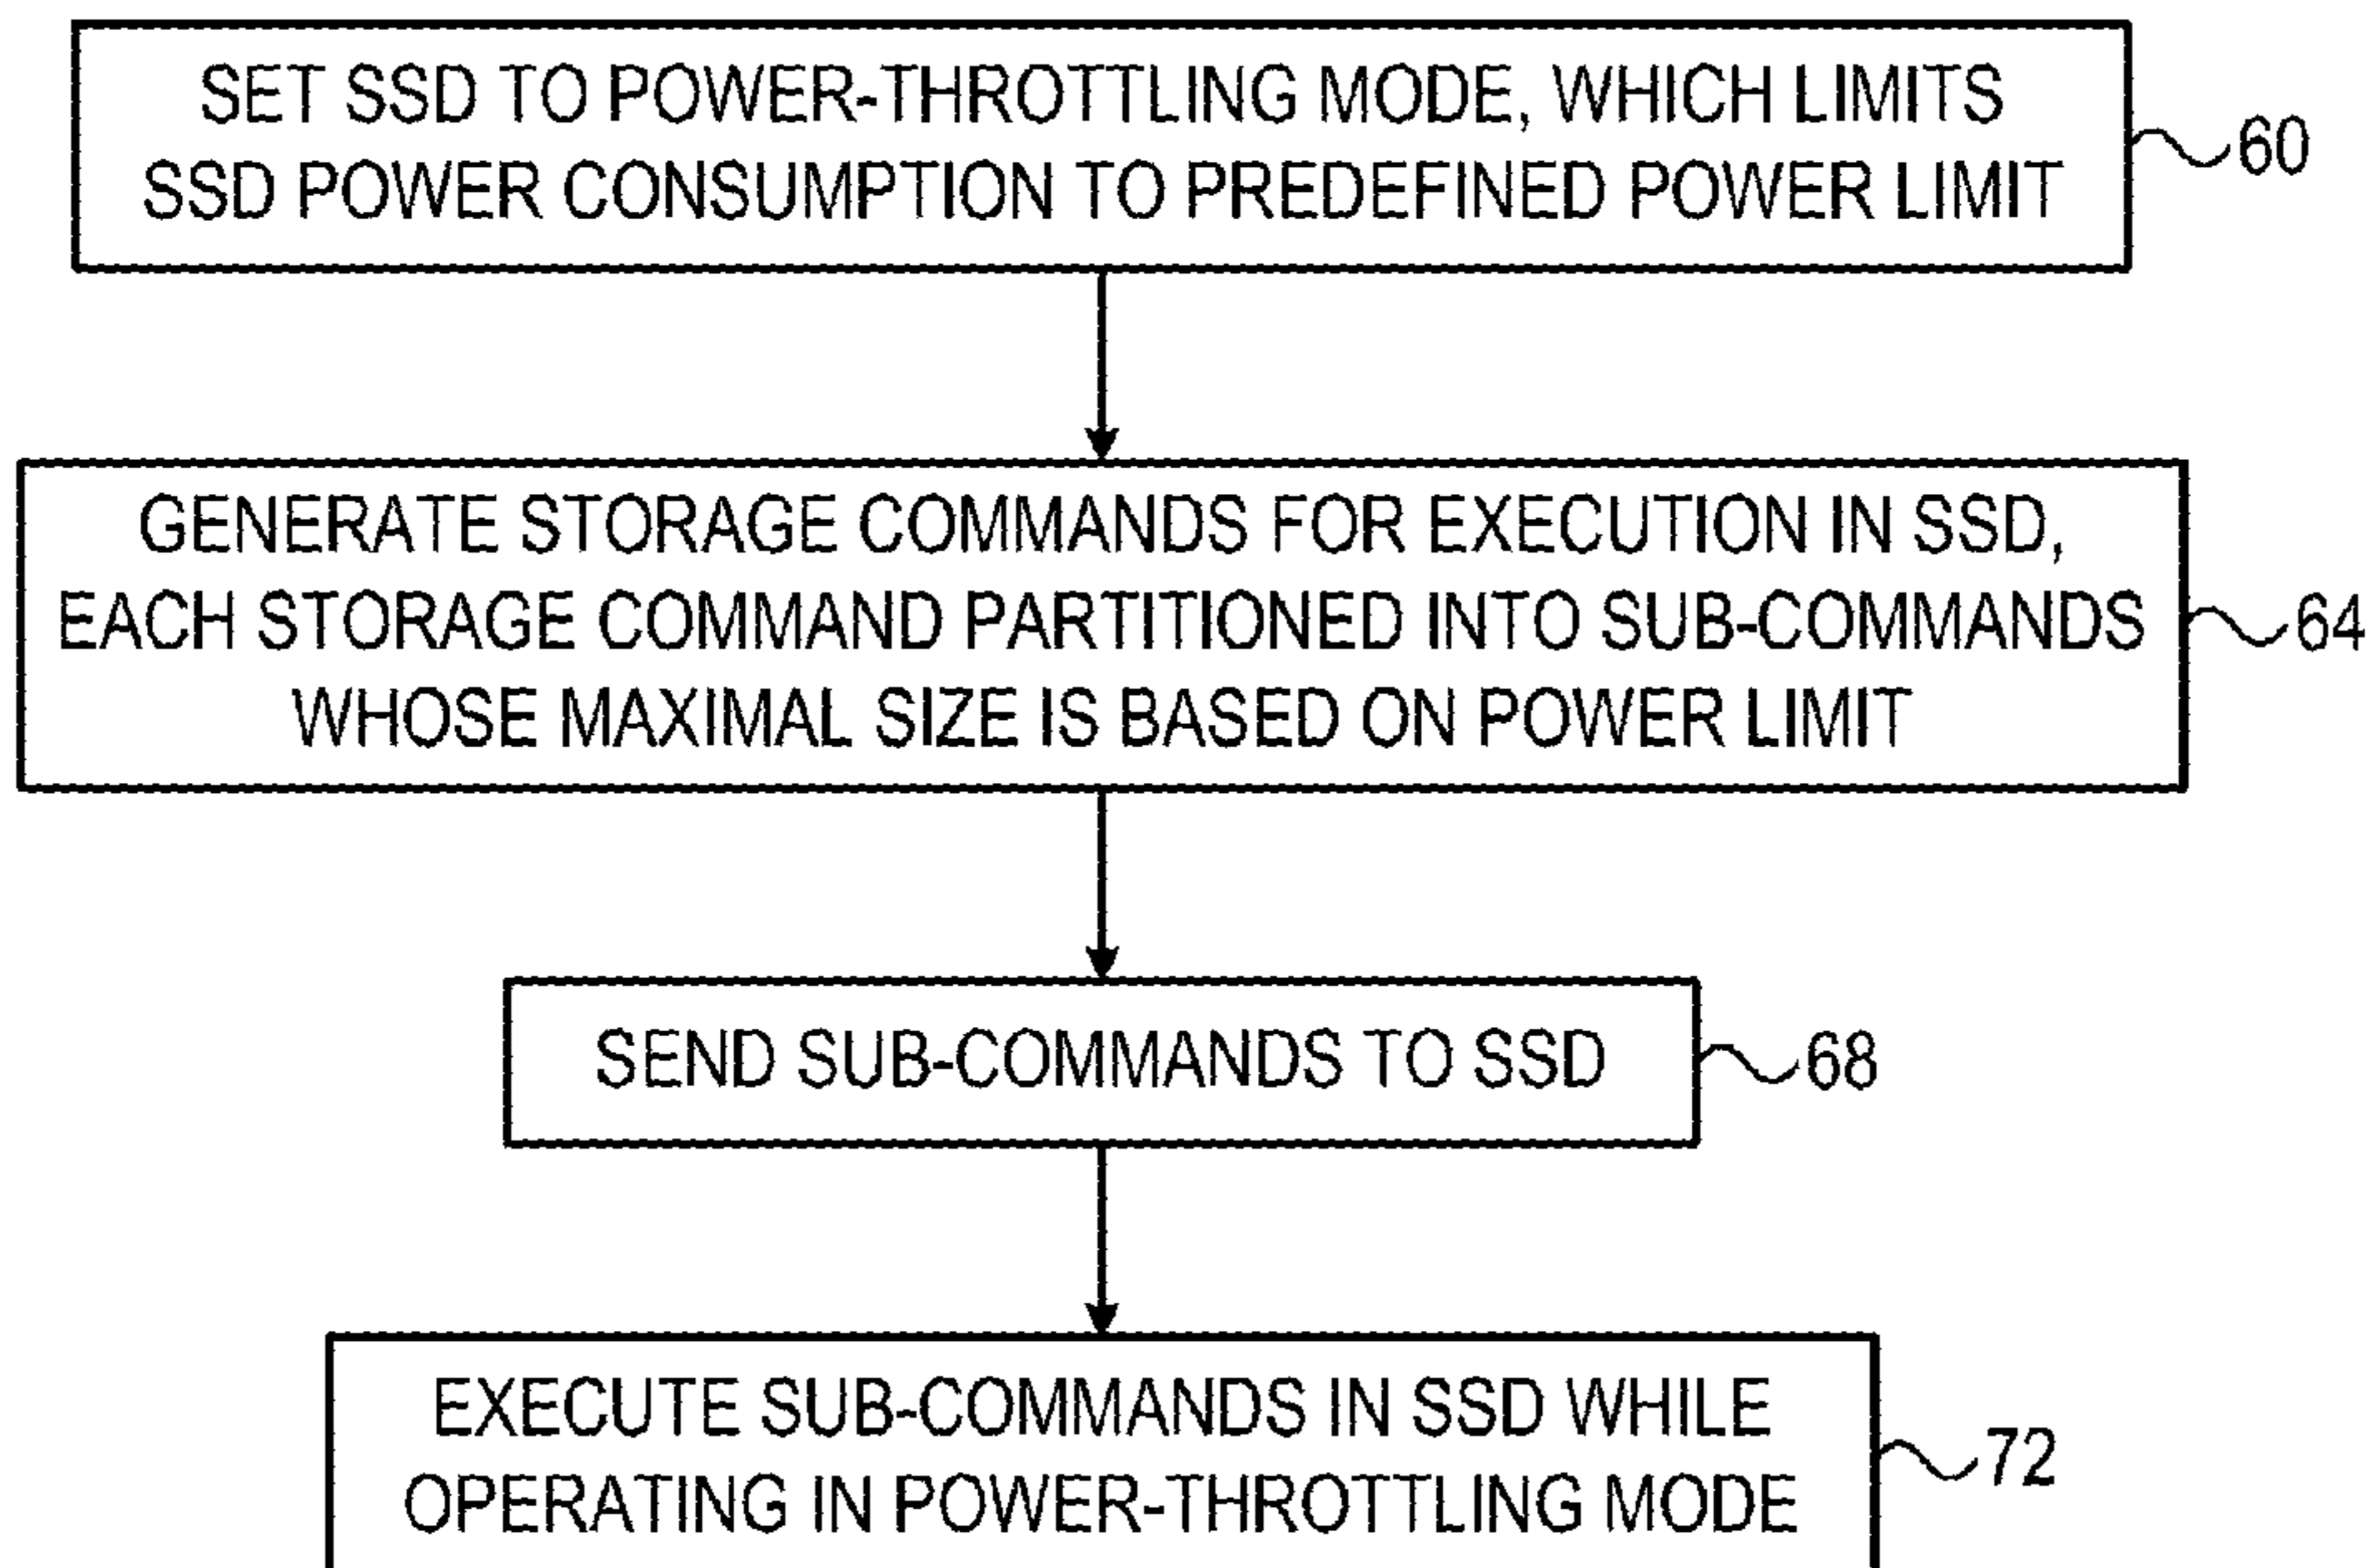 SET SSD TO POWER-THROTTLING MODE, WHICH LIMITS
SSD POWER CONSUMPTION TO PREDEFINED POWER LIMIT
60
GENERATE STORAGE COMMANDS FOR EXECUTION IN SSD,
EACH STORAGE COMMAND PARTITIONED INTO SUB-COMMANDS
WHOSE MAXIMAL SIZE IS BASED ON POWER LIMIT
64
SEND SUB-COMMANDS TO SSD
68
EXECUTE SUB-COMMANDS IN SSD WHILE
OPERATING IN POWER-THROTTLING MODE
72